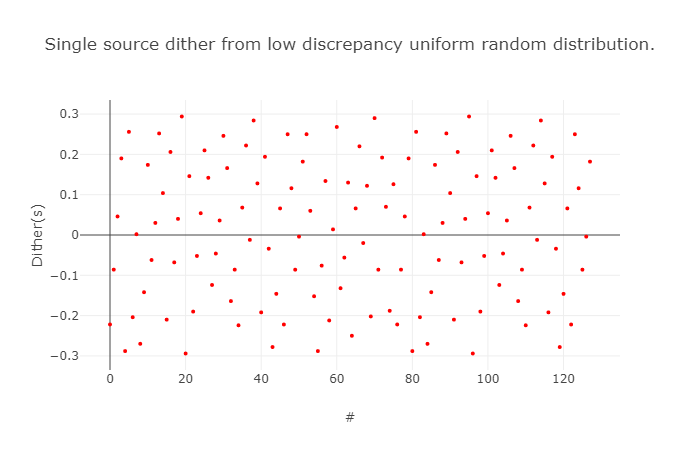 Single source dither from low discrepancy uniform random distribution.
Dither(s)
0.3
0.2
0.1
0
−0.1
−0.2
−0.3
0 20 40 60 80 100 120
#